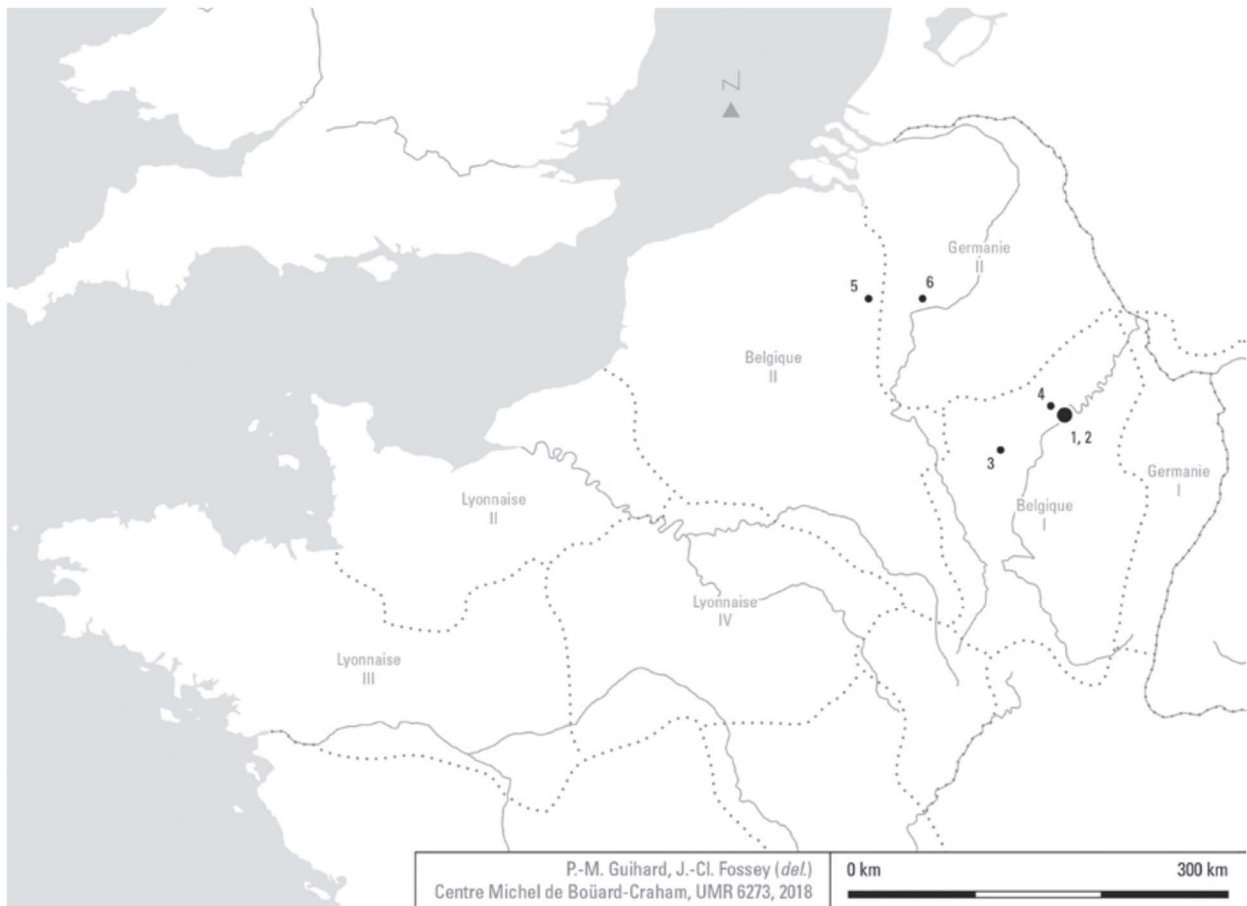 N
Germanie
II
5
6
Belgique
II
4
1, 2
3
Germanie
I
Lyonnaise
II
Belgique
I
Lyonnaise
IV
Lyonnaise
III
P.-M. Guihard, J.-Cl. Fossey (del.)
Centre Michel de Boüard-Craham, UMR 6273, 2018
0 km
300 km